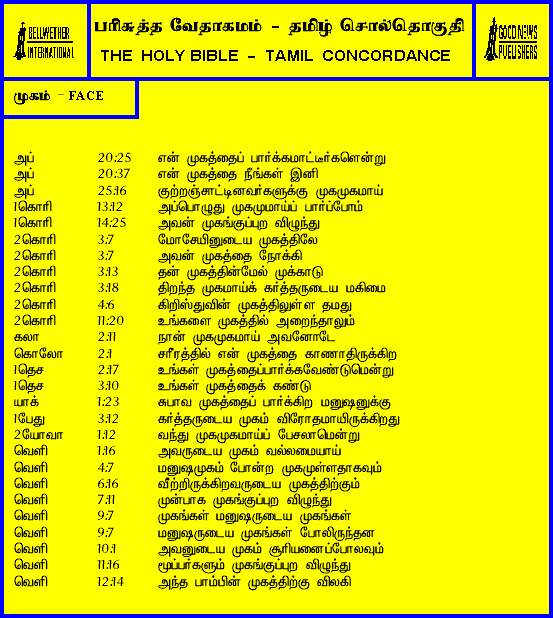 BELLWETHER
INTERNATIONAL
பரிசுத்த வேதாகமம் - தமிழ் சொல்தொகுதி
THE HOLY BIBLE - TAMIL CONCORDANCE
GOOD NEWS
PUBLISHERS
முகம் - FACE
அப் 20:25 என் முகத்தைப் பார்க்கமாட்டீர்களென்று
அப் 20:37 என் முகத்தை நீங்கள் இனி
அப் 25:16 குற்றஞ்சாட்டினவர்களுக்கு முகமுகமாய்
1கொரி 13:12 அப்பொழுது முகமுமாய்ப் பார்ப்போம்
1கொரி 14:25 அவன் முகங்குப்புற விழுந்து
2கொரி 3:7 மோசேயினுடைய முகத்திலே
2கொரி 3:7 அவன் முகத்தை நோக்கி
2கொரி 3:13 தன் முகத்தின்மேல் முக்காடு
2கொரி 3:18 திறந்த முகமாய்க் கர்த்தருடைய மகிமை
2கொரி 4:6 கிறிஸ்துவின் முகத்திலுள்ள தமது
2கொரி 11:20 உங்களை முகத்தில் அறைந்தாலும்
கலா 2:11 நான் முகமுகமாய் அவனோடே
கொலோ 2:1 சரீரத்தில் என் முகத்தை காணாதிருக்கிற
1தெச 2:17 உங்கள் முகத்தைப்பார்க்கவேண்டுமென்று
1தெச 3:10 உங்கள் முகத்தைக் கண்டு
யாக் 1:23 சுபாவ முகத்தைப் பார்க்கிற மனுஷனுக்கு
1பேது 3:12 கர்த்தருடைய முகம் விரோதமாயிருக்கிறது
2யோவா 1:12 வந்து முகமுகமாய்ப் பேசலாமென்று
வெளி 1:16 அவருடைய முகம் வல்லமையாய்
வெளி 4:7 மனுஷமுகம் போன்ற முகமுள்ளதாகவும்
வெளி 6:16 வீற்றிருக்கிறவருடைய முகத்திற்கும்
வெளி 7:11 முன்பாக முகங்குப்புற விழுந்து
வெளி 9:7 முகங்கள் மனுஷருடைய முகங்கள்
வெளி 9:7 மனுஷருடைய முகங்கள் போலிருந்தன
வெளி 10:1 அவனுடைய முகம் சூரியனைப்போலவும்
வெளி 11:16 மூப்பர்களும் முகங்குப்புற விழுந்து
வெளி 12:14 அந்த பாம்பின் முகத்திற்கு விலகி